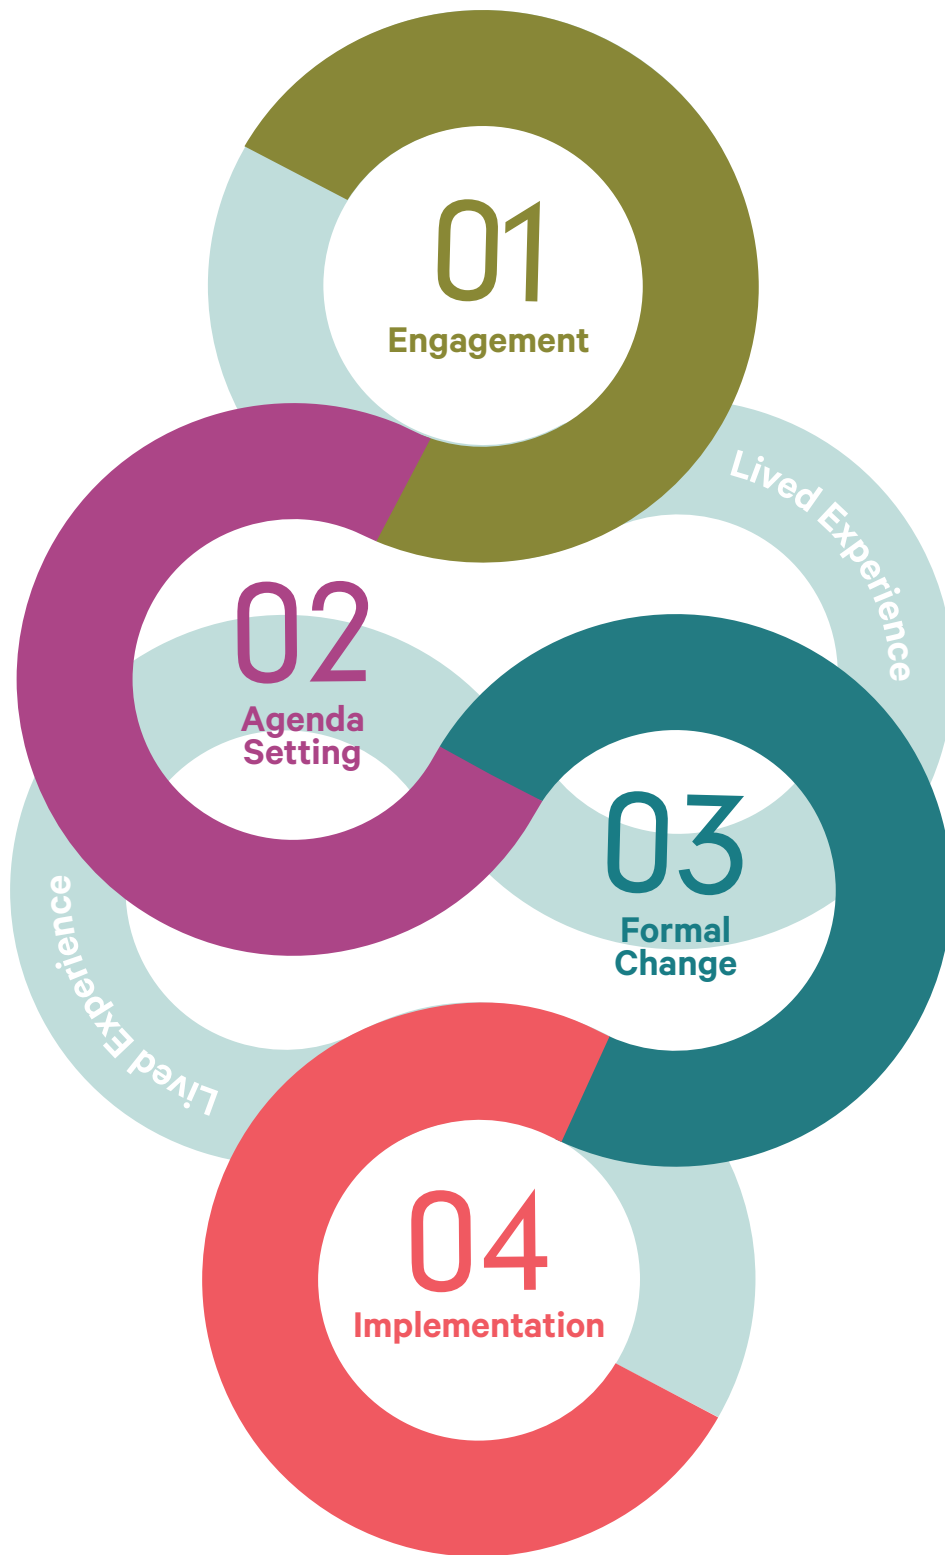 01
Engagement
Lived Experience
02
Agenda
Setting
03
Formal
Change
Lived Experience
04
Implementation